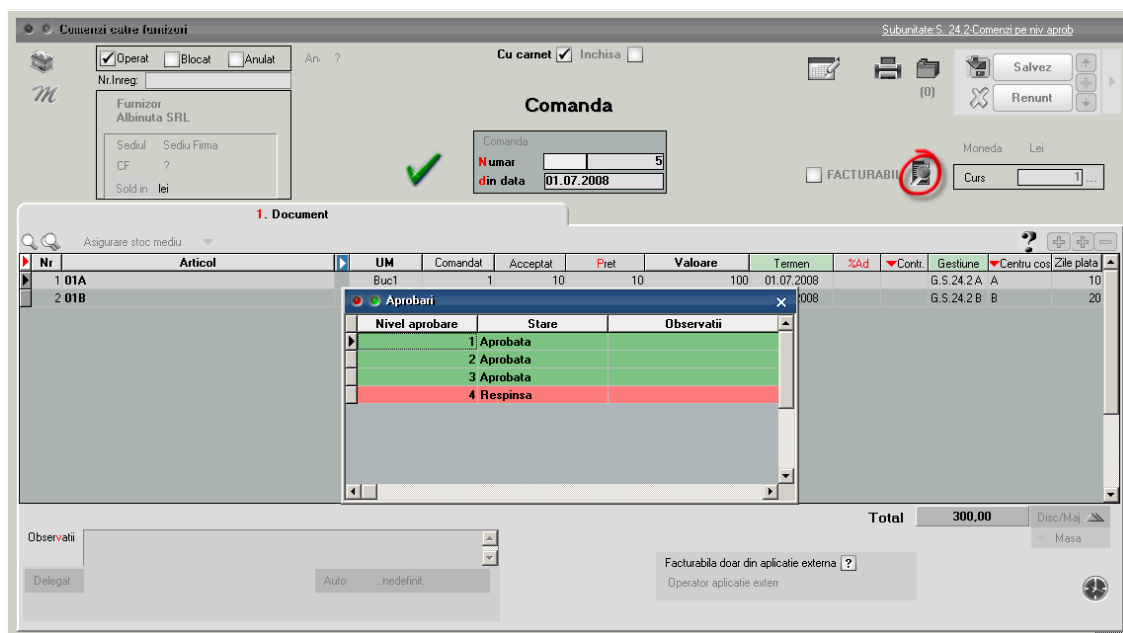 Comenzi catre furnizori
Subunitate:S. 24.2-Comenzi pe niv aprob
Operat Blocat Anulat An. ?
Cu carnet Inchisa
Nr.Inreg:
Salvez
(0)
Renunt
m
Furnizor
Albinuta SRL
Comanda
Sediul Sediu Firma
CF ?
Sold in lei
Comanda
Numar 5
din data 01.07.2008
FACTURABIL
Moneda Lei
Curs 1 ...
1. Document
Asigurare stoc mediu
?
Nr Articol UM Comandat Acceptat Pret Valoare Termen %Ad Contr. Gestiune Centru cos Zile plata
1 01A Buc1 1 10 10 100 01.07.2008 G.S.24.2 A A 10
2 01B 2008 G.S.24.2 B B 20
Aprobari
Nivel aprobare Stare Observatii
1 Aprobata
2 Aprobata
3 Aprobata
4 Respinsa
Total 300,00 Disc/Maj
Masa
Observatii
Facturabila doar din aplicatie externa ?
Operator aplicatie extern
Delegat Auto ..nedefinit..